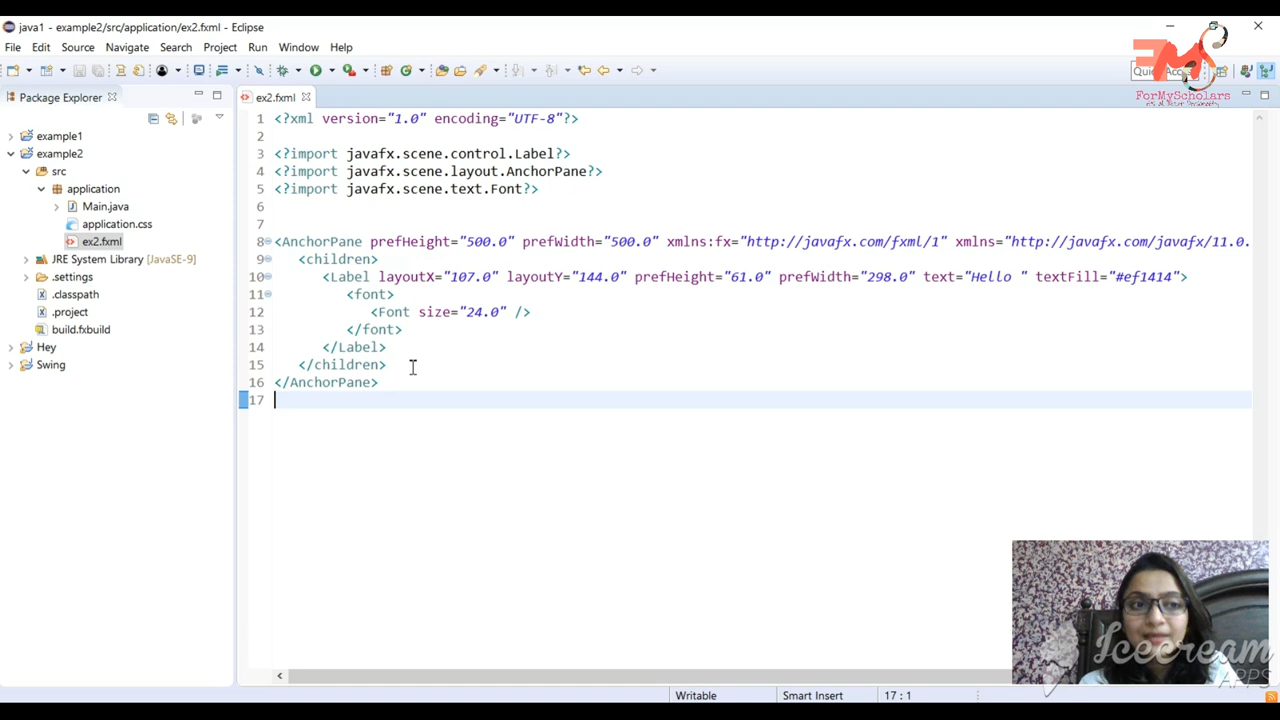 java1 - example2/src/application/ex2.fxml - Eclipse
File Edit Source Navigate Search Project Run Window Help
FM
ForMyScholars
Package Explorer
ex2.fxml
example1
example2
src
application
Main.java
application.css
ex2.fxml
JRE System Library [JavaSE-9]
.settings
.classpath
.project
build.fxbuild
Hey
Swing
1 <?xml version="1.0" encoding="UTF-8"?>
2
3 <?import javafx.scene.control.Label?>
4 <?import javafx.scene.layout.AnchorPane?>
5 <?import javafx.scene.text.Font?>
6
7
8 <AnchorPane prefHeight="500.0" prefWidth="500.0" xmlns:fx="http://javafx.com/fxml/1" xmlns="http://javafx.com/javafx/11.0.
9 <children>
10 <Label layoutX="107.0" layoutY="144.0" prefHeight="61.0" prefWidth="298.0" text="Hello " textFill="#ef1414">
11 <font>
12 <Font size="24.0" />
13 </font>
14 </Label>
15 </children>
16 </AnchorPane>
17
Icecream
APPS
Writable Smart Insert 17 : 1